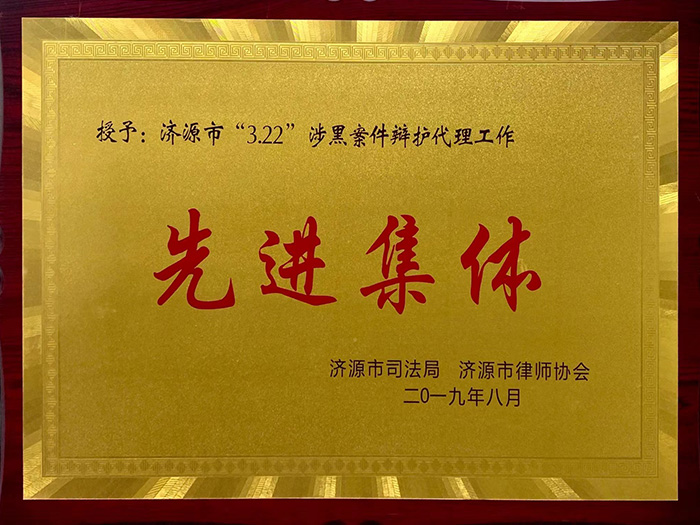 授予：济源市“3.22”涉黑案件辩护代理工作
先进集体
济源市司法局　济源市律师协会
二0一九年八月